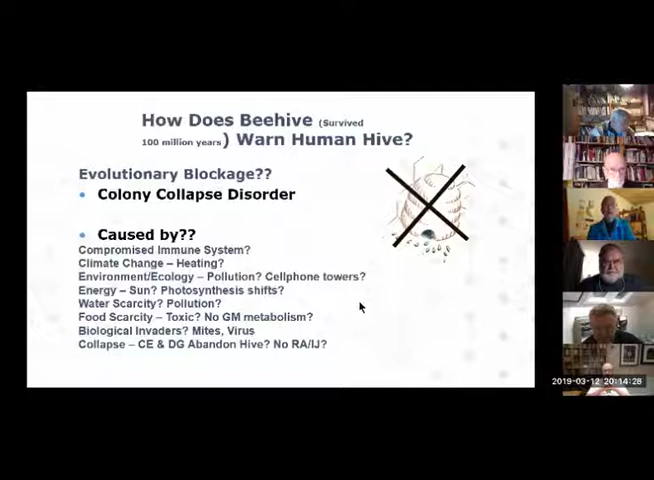 How Does Beehive (Survived
100 million years) Warn Human Hive?
Evolutionary Blockage??
• Colony Collapse Disorder
• Caused by??
Compromised Immune System?
Climate Change – Heating?
Environment/Ecology – Pollution? Cellphone towers?
Energy – Sun? Photosynthesis shifts?
Water Scarcity? Pollution?
Food Scarcity – Toxic? No GM metabolism?
Biological Invaders? Mites, Virus
Collapse – CE & DG Abandon Hive? No RA/IJ?
2019-03-12 20:14:28